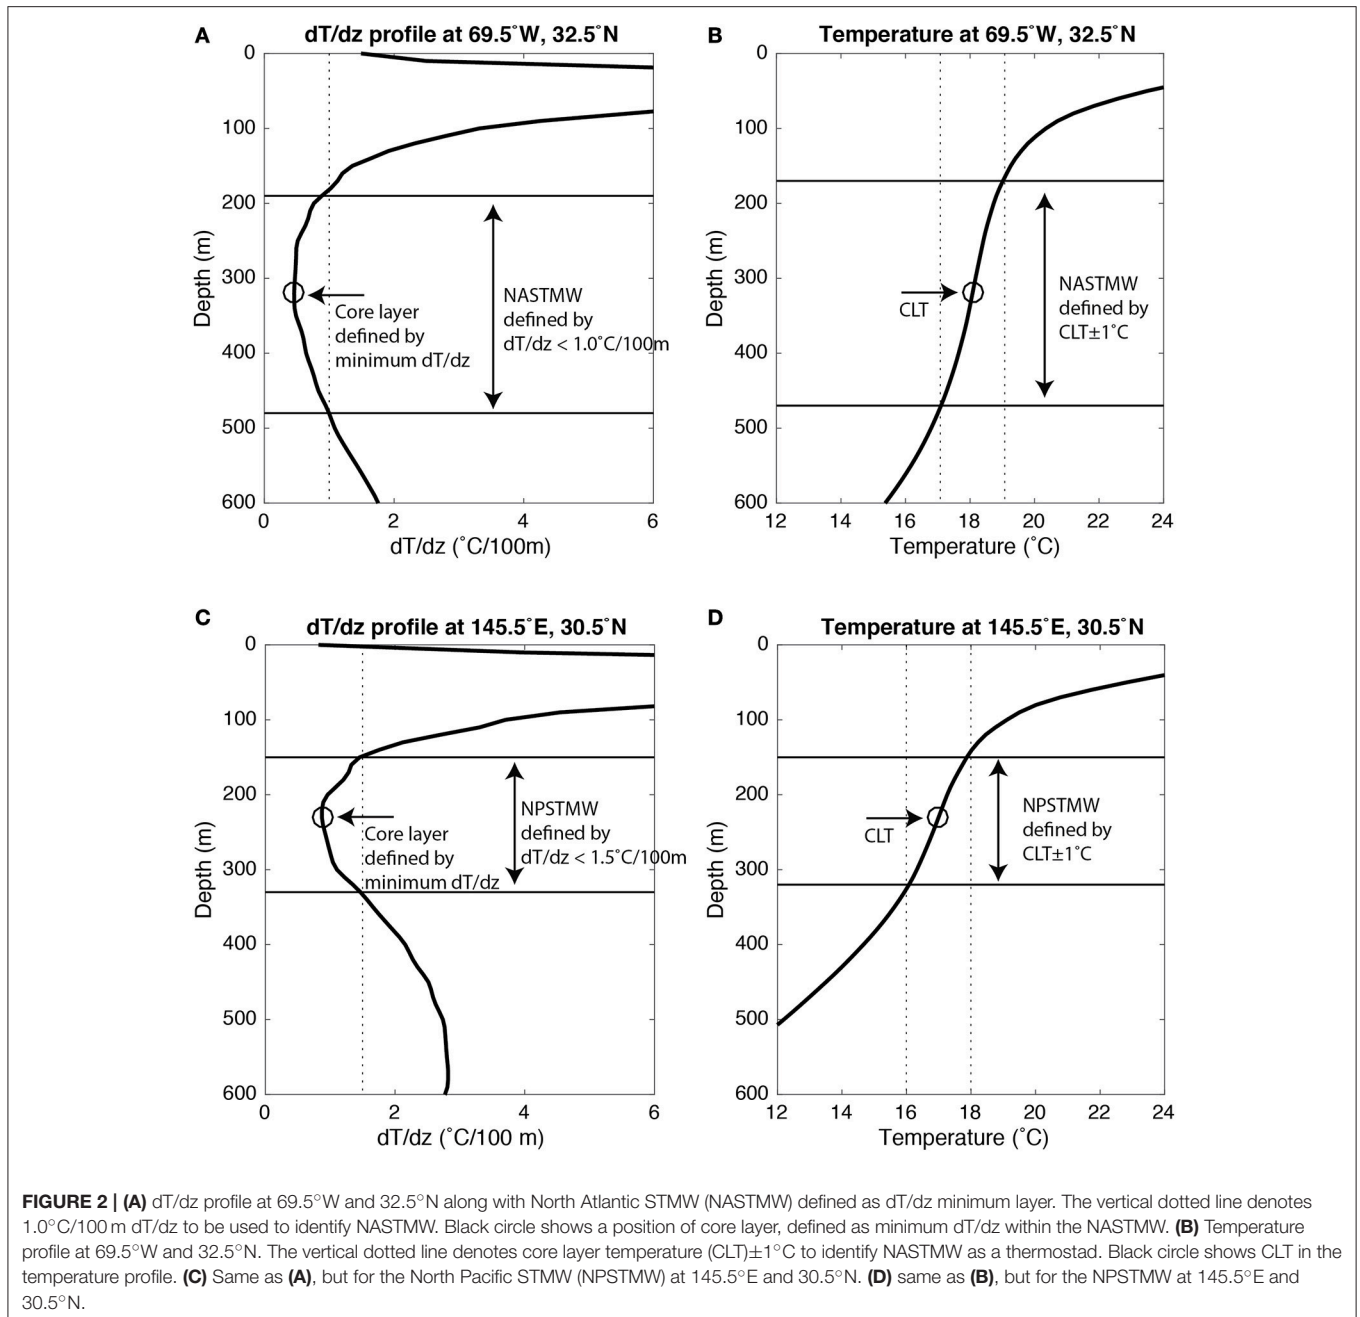 A
dT/dz profile at 69.5˚W, 32.5˚N
0
100
200
300
400
500
600
Depth (m)
Core layer
defined by
minimum dT/dz
NASTMW
defined by
dT/dz < 1.0˚C/100m
0 2 4 6
dT/dz (˚C/100m)
B
Temperature at 69.5˚W, 32.5˚N
0
100
200
300
400
500
600
Depth (m)
CLT
NASTMW
defined by
CLT±1˚C
12 14 16 18 20 22 24
Temperature (˚C)
C
dT/dz profile at 145.5˚E, 30.5˚N
0
100
200
300
400
500
600
Depth (m)
Core layer
defined by
minimum dT/dz
NPSTMW
defined by
dT/dz < 1.5˚C/100m
0 2 4 6
dT/dz (˚C/100 m)
D
Temperature at 145.5˚E, 30.5˚N
0
100
200
300
400
500
600
Depth (m)
CLT
NPSTMW
defined by
CLT±1˚C
12 14 16 18 20 22 24
Temperature (˚C)
FIGURE 2 | (A) dT/dz profile at 69.5°W and 32.5°N along with North Atlantic STMW (NASTMW) defined as dT/dz minimum layer. The vertical dotted line denotes
1.0°C/100 m dT/dz to be used to identify NASTMW. Black circle shows a position of core layer, defined as minimum dT/dz within the NASTMW. (B) Temperature
profile at 69.5°W and 32.5°N. The vertical dotted line denotes core layer temperature (CLT)±1°C to identify NASTMW as a thermostad. Black circle shows CLT in the
temperature profile. (C) Same as (A), but for the North Pacific STMW (NPSTMW) at 145.5°E and 30.5°N. (D) same as (B), but for the NPSTMW at 145.5°E and
30.5°N.